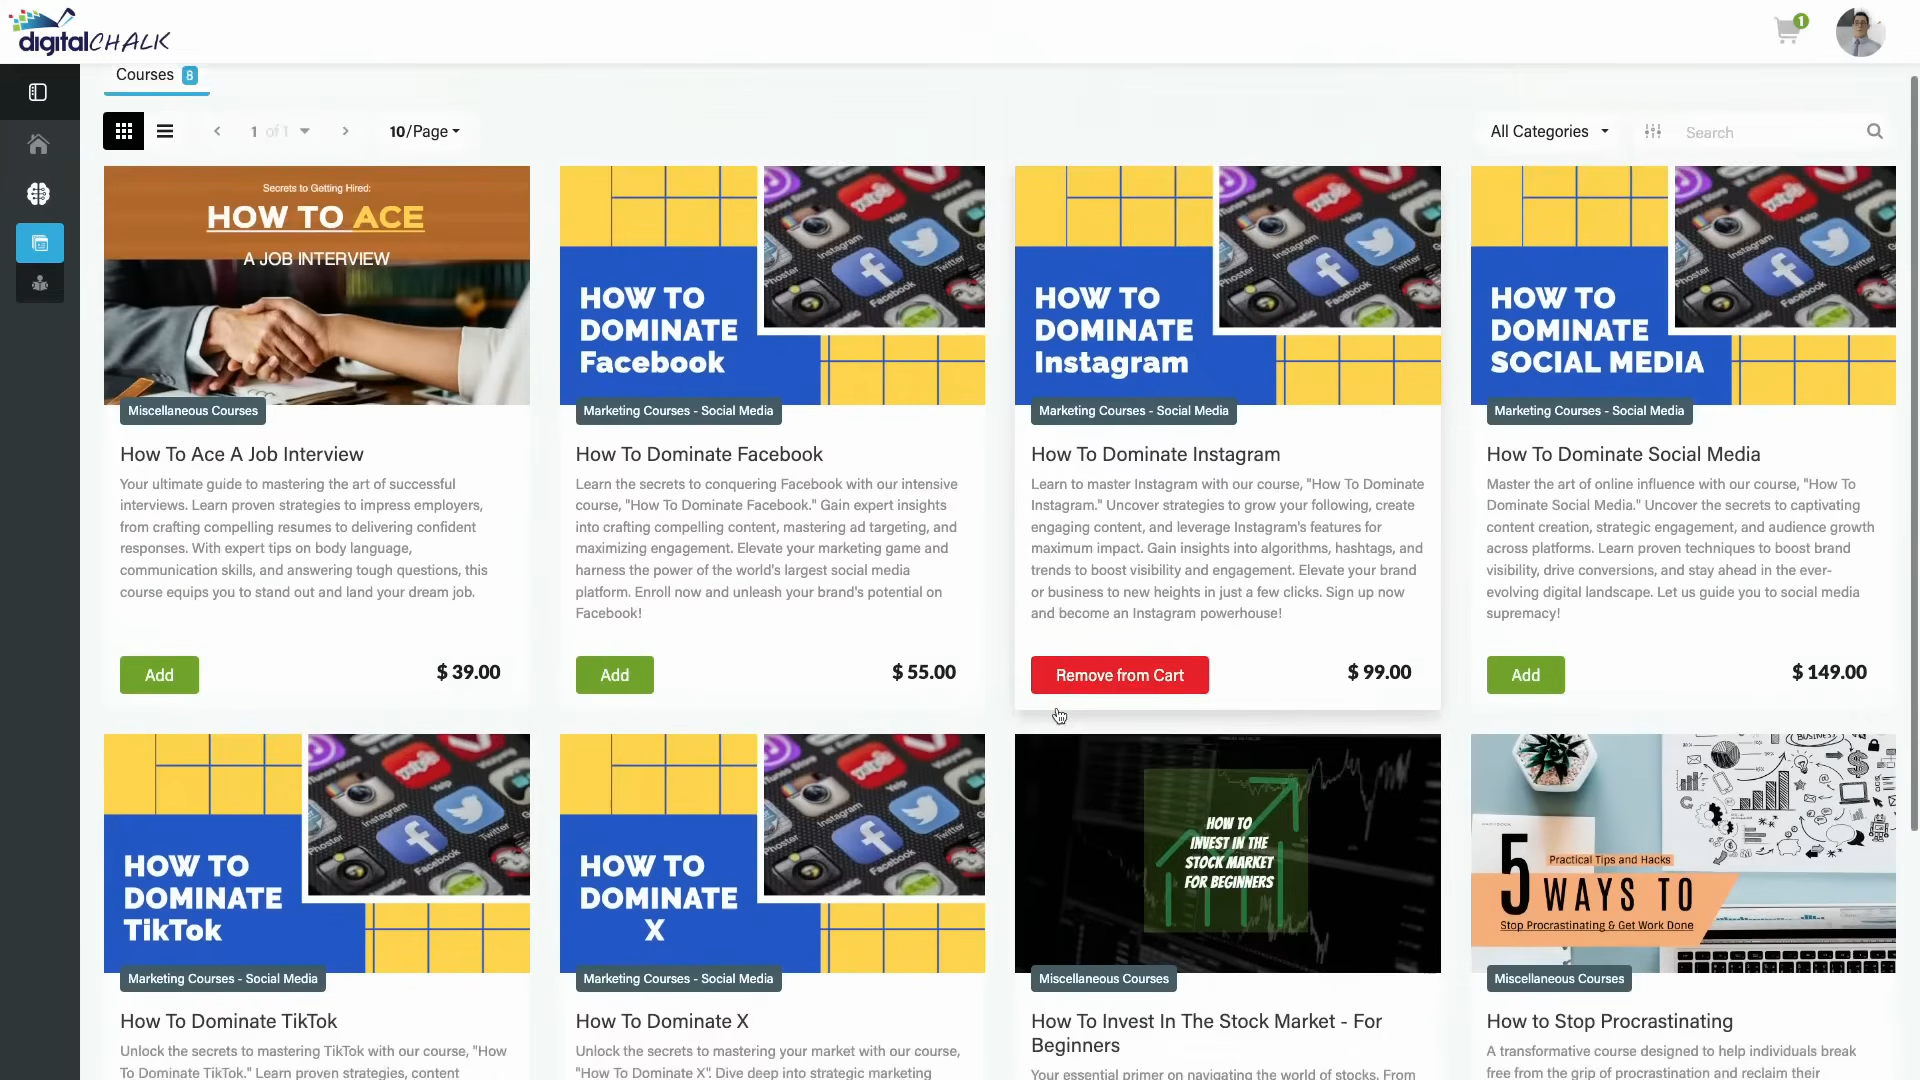 digitalCHALK
1
Courses 8
1 of 1
10/Page
All Categories
Search
Secrets to Getting Hired:
HOW TO ACE
A JOB INTERVIEW
Miscellaneous Courses
How To Ace A Job Interview
Your ultimate guide to mastering the art of successful
interviews. Learn proven strategies to impress employers,
from crafting compelling resumes to delivering confident
responses. With expert tips on body language,
communication skills, and answering tough questions, this
course equips you to stand out and land your dream job.
Add
$ 39.00
Yelp
Instagram
Twitter
Facebook
HOW TO
DOMINATE
Facebook
Marketing Courses - Social Media
How To Dominate Facebook
Learn the secrets to conquering Facebook with our intensive
course, "How To Dominate Facebook." Gain expert insights
into crafting compelling content, mastering ad targeting, and
maximizing engagement. Elevate your marketing game and
harness the power of the world's largest social media
platform. Enroll now and unleash your brand's potential on
Facebook!
Add
$ 55.00
Yelp
Instagram
Twitter
Facebook
HOW TO
DOMINATE
Instagram
Marketing Courses - Social Media
How To Dominate Instagram
Learn to master Instagram with our course, "How To Dominate
Instagram." Uncover strategies to grow your following, create
engaging content, and leverage Instagram's features for
maximum impact. Gain insights into algorithms, hashtags, and
trends to boost visibility and engagement. Elevate your brand
or business to new heights in just a few clicks. Sign up now
and become an Instagram powerhouse!
Remove from Cart
$ 99.00
Yelp
Instagram
Twitter
Facebook
HOW TO
DOMINATE
SOCIAL MEDIA
Marketing Courses - Social Media
How To Dominate Social Media
Master the art of online influence with our course, "How To
Dominate Social Media." Uncover the secrets to captivating
content creation, strategic engagement, and audience growth
across platforms. Learn proven techniques to boost brand
visibility, drive conversions, and stay ahead in the ever-
evolving digital landscape. Let us guide you to social media
supremacy!
Add
$ 149.00
Yelp
Instagram
Twitter
Facebook
HOW TO
DOMINATE
TikTok
Marketing Courses - Social Media
How To Dominate TikTok
Unlock the secrets to mastering TikTok with our course, "How
To Dominate TikTok." Learn proven strategies, content
Yelp
Instagram
Twitter
Facebook
HOW TO
DOMINATE
X
Marketing Courses - Social Media
How To Dominate X
Unlock the secrets to mastering your market with our course,
"How To Dominate X". Dive deep into strategic marketing
HOW TO
INVEST IN THE
STOCK MARKET
FOR BEGINNERS
Miscellaneous Courses
How To Invest In The Stock Market - For
Beginners
Your essential primer on navigating the world of stocks. From
BUSINESS
Practical Tips and Hacks
5 WAYS TO
Stop Procrastinating & Get Work Done
Miscellaneous Courses
How to Stop Procrastinating
A transformative course designed to help individuals break
free from the grip of procrastination and reclaim their